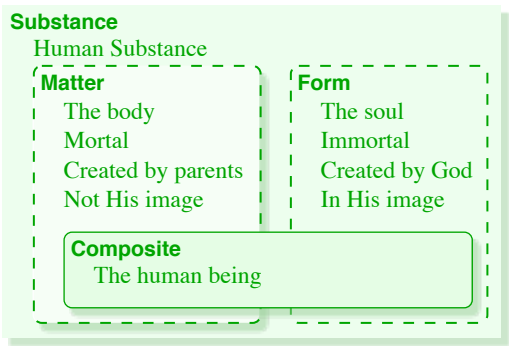 Substance
Human Substance
Matter
The body
Mortal
Created by parents
Not His image
Form
The soul
Immortal
Created by God
In His image
Composite
The human being